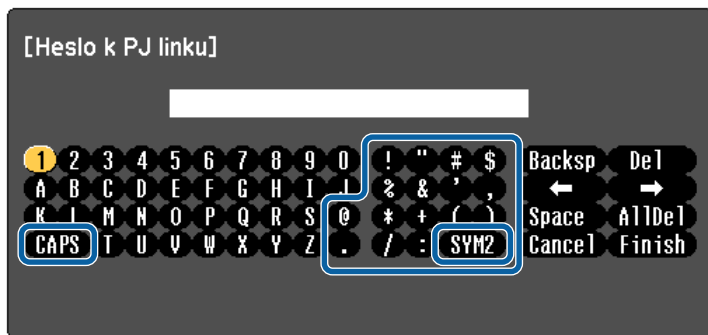 [Heslo k PJ linku]
1 2 3 4 5 6 7 8 9 0 ! " # $ Backsp Del
A B C D E F G H I J % & ' , ← →
K L M N O P Q R S @ * + ( ) Space AllDel
CAPS T U V W X Y Z . / : SYM2 Cancel Finish